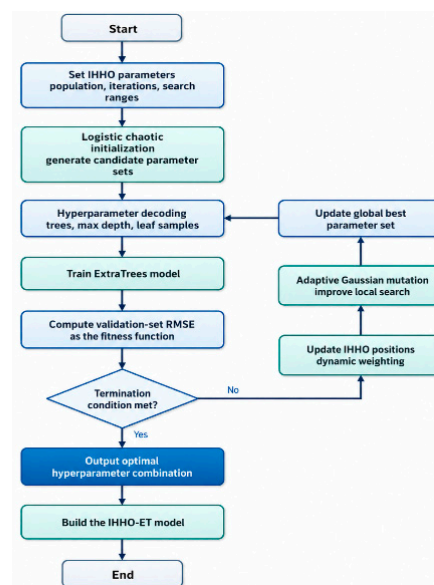 Start
Set IHHO parameters
population, iterations, search
ranges
Logistic chaotic
initialization
generate candidate parameter
sets
Hyperparameter decoding
trees, max depth, leaf samples
Update global best
parameter set
Train ExtraTrees model
Adaptive Gaussian mutation
improve local search
Compute validation-set RMSE
as the fitness function
Update IHHO positions
dynamic weighting
Termination
condition met?
No
Yes
Output optimal
hyperparameter combination
Build the IHHO-ET model
End